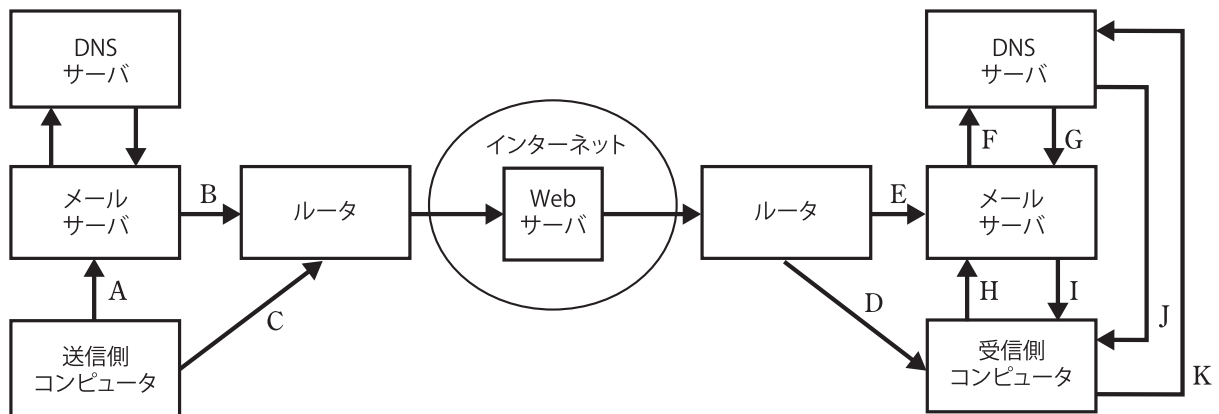 DNS
サーバ
メール
サーバ
A
B
送信側
コンピュータ
C
ルータ
インターネット
Web
サーバ
ルータ
D
E
DNS
サーバ
F
G
メール
サーバ
H
I
J
K
受信側
コンピュータ